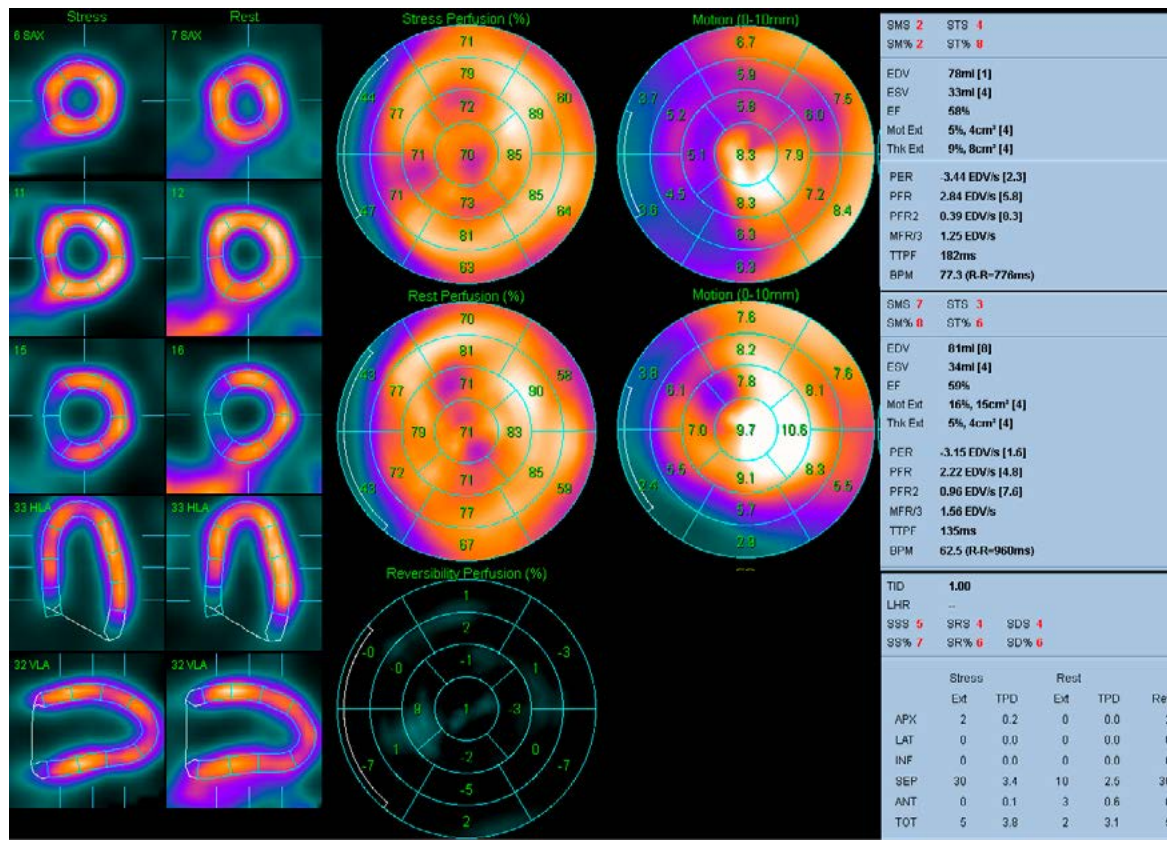 Stress Rest
6 SAX 7 SAX
11 12
15 16
33 HLA 33 HLA
32 VLA 32 VLA
Stress Perfusion (%)
71
79
44 77 72 89 60
71 70 85
71 73 85
47 81 64
63
Motion (0-10mm)
6.7
5.9
3.7 5.2 5.8 6.0 7.5
5.1 8.3 7.9
4.5 8.3 7.2
3.6 6.3 8.4
5.3
Rest Perfusion (%)
70
81
43 77 71 90 58
79 71 83
72 71 85
43 77 59
67
Motion (0-10mm)
7.6
8.2
3.8 6.1 7.8 8.1 7.6
7.0 9.7 10.6
5.6 9.1 8.3
2.4 5.7 5.5
2.9
Reversibility Perfusion (%)
1
2
-0 -0 -1 1 -3
1 -3
1 -2 0
-7 -5 -7
2
SMS 2 STS 4
SM% 2 ST% 8
EDV 78ml [1]
ESV 33ml [4]
EF 58%
Mot Ext 5%, 4cm² [4]
Thk Ext 9%, 8cm² [4]
PER -3.44 EDV/s [2.3]
PFR 2.84 EDV/s [5.8]
PFR2 0.39 EDV/s [8.3]
MFR/3 1.25 EDV/s
TTPF 182ms
BPM 77.3 (R-R=776ms)
SMS 7 STS 3
SM% 8 ST% 6
EDV 81ml [8]
ESV 34ml [4]
EF 59%
Mot Ext 16%, 15cm² [4]
Thk Ext 5%, 4cm² [4]
PER -3.15 EDV/s [1.6]
PFR 2.22 EDV/s [4.8]
PFR2 0.96 EDV/s [7.6]
MFR/3 1.56 EDV/s
TTPF 135ms
BPM 62.5 (R-R=960ms)
TID 1.00
LHR --
SSS 5 SRS 4 SDS 4
SS% 7 SR% 6 SD% 6
Stress Rest
Ext TPD Ext TPD
APX 2 0.2 0 0.0
LAT 0 0.0 0 0.0
INF 0 0.0 0 0.0
SEP 30 3.4 10 2.5
ANT 0 0.1 3 0.6
TOT 5 3.8 2 3.1